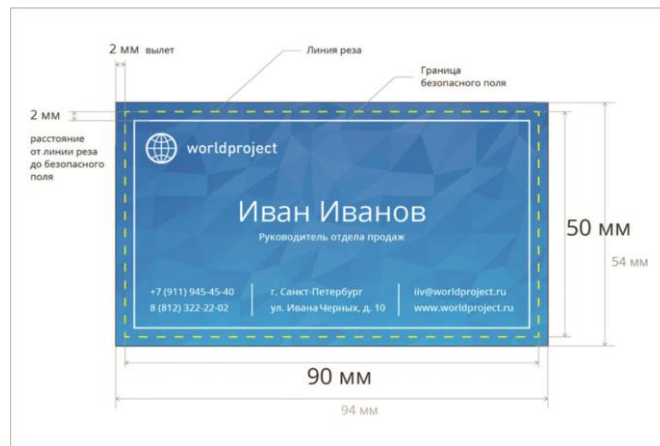 2 мм вылет
Линия реза
Граница
безопасного поля
2 мм
расстояние
от линии реза
до безопасного
поля
worldproject
Иван Иванов
Руководитель отдела продаж
+7 (911) 945-45-40
8 (812) 322-22-02
г. Санкт-Петербург
ул. Ивана Черных, д. 10
iiv@worldproject.ru
www.worldproject.ru
50 мм
54 мм
90 мм
94 мм